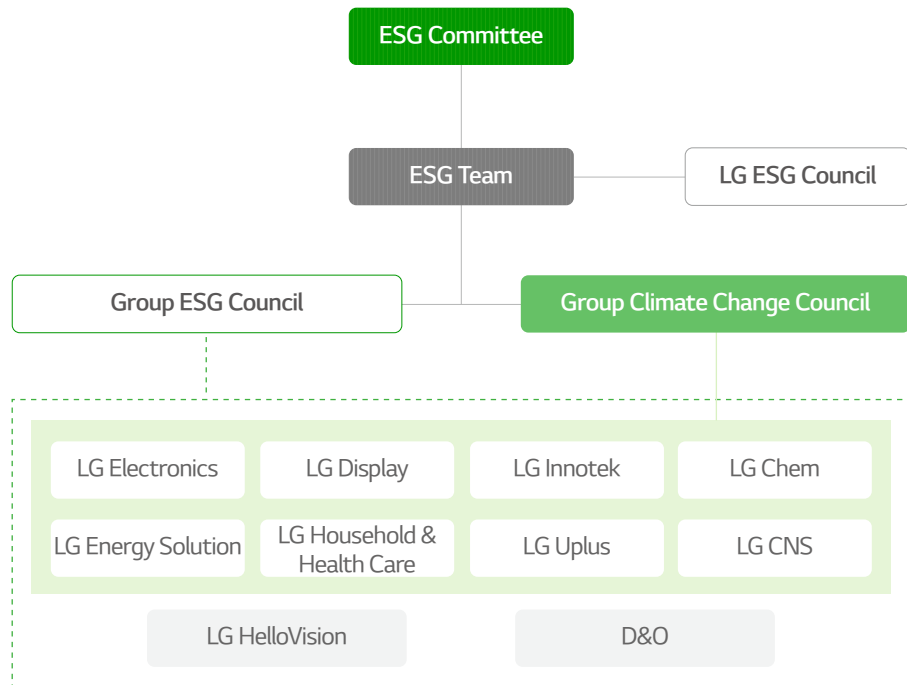 ESG Committee
ESG Team
LG ESG Council
Group ESG Council
Group Climate Change Council
LG Electronics
LG Display
LG Innotek
LG Chem
LG Energy Solution
LG Household &
Health Care
LG Uplus
LG CNS
LG HelloVision
D&O